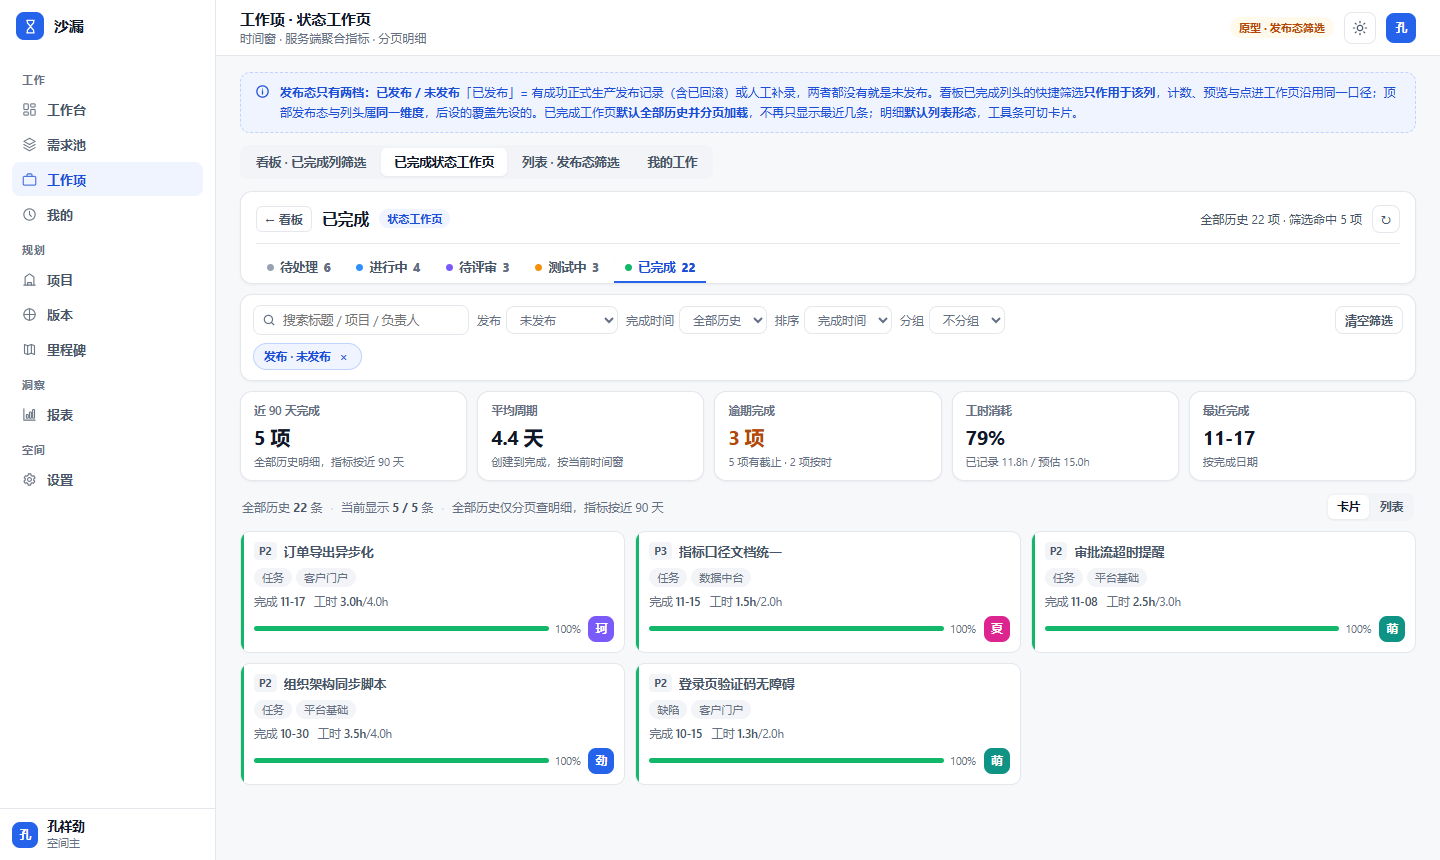 沙漏
工作
工作台
需求池
工作项
我的
规划
项目
版本
里程碑
洞察
报表
空间
设置
孔祥劲
空间主
孔
工作项 · 状态工作页
时间窗 · 服务端聚合指标 · 分页明细
原型 · 发布态筛选
孔
发布态只有两档：已发布 / 未发布「已发布」= 有成功正式生产发布记录（含已回滚）或人工补录，两者都没有就是未发布。看板已完成列头的快捷筛选只作用于该列，计数、预览与点进工作页沿用同一口径；顶
部发布态与列头属同一维度，后设的覆盖先设的。已完成工作页默认全部历史并分页加载，不再只显示最近几条；明细默认列表形态，工具条可切卡片。
看板 · 已完成列筛选 已完成状态工作页 列表 · 发布态筛选 我的工作
← 看板 已完成 状态工作页 全部历史 22 项 · 筛选命中 5 项 ↻
待处理 6 进行中 4 待评审 3 测试中 3 已完成 22
搜索标题 / 项目 / 负责人 发布 未发布 完成时间 全部历史 排序 完成时间 分组 不分组 清空筛选
发布 · 未发布 ×
近 90 天完成
5 项
全部历史明细，指标按近 90 天
平均周期
4.4 天
创建到完成，按当前时间窗
逾期完成
3 项
5 项有截止 · 2 项按时
工时消耗
79%
已记录 11.8h / 预估 15.0h
最近完成
11-17
按完成日期
全部历史 22 条 · 当前显示 5 / 5 条 · 全部历史仅分页查明细，指标按近 90 天 卡片 列表
P2 订单导出异步化
任务 客户门户
完成 11-17 工时 3.0h/4.0h
100% 珂
P3 指标口径文档统一
任务 数据中台
完成 11-15 工时 1.5h/2.0h
100% 夏
P2 审批流超时提醒
任务 平台基础
完成 11-08 工时 2.5h/3.0h
100% 萌
P2 组织架构同步脚本
任务 平台基础
完成 10-30 工时 3.5h/4.0h
100% 劲
P2 登录页验证码无障碍
缺陷 客户门户
完成 10-15 工时 1.3h/2.0h
100% 萌